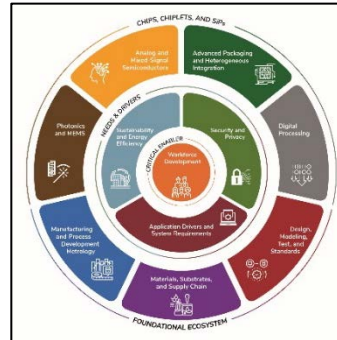 CHIPS, CHIPLETS, AND SiPs
Analog and
Mixed Signal
Semiconductors
Advanced Packaging
and Heterogeneous
Integration
NEEDS & DRIVERS
Photonics
and MEMS
Sustainability
and Energy
Efficiency
Security and
Privacy
Digital
Processing
CRITICAL ENABLER
Workforce
Development
Manufacturing
and Process
Development
Metrology
Application Drivers and
System Requirements
Design,
Modeling,
Test, and
Standards
Materials, Substrates,
and Supply Chain
FOUNDATIONAL ECOSYSTEM